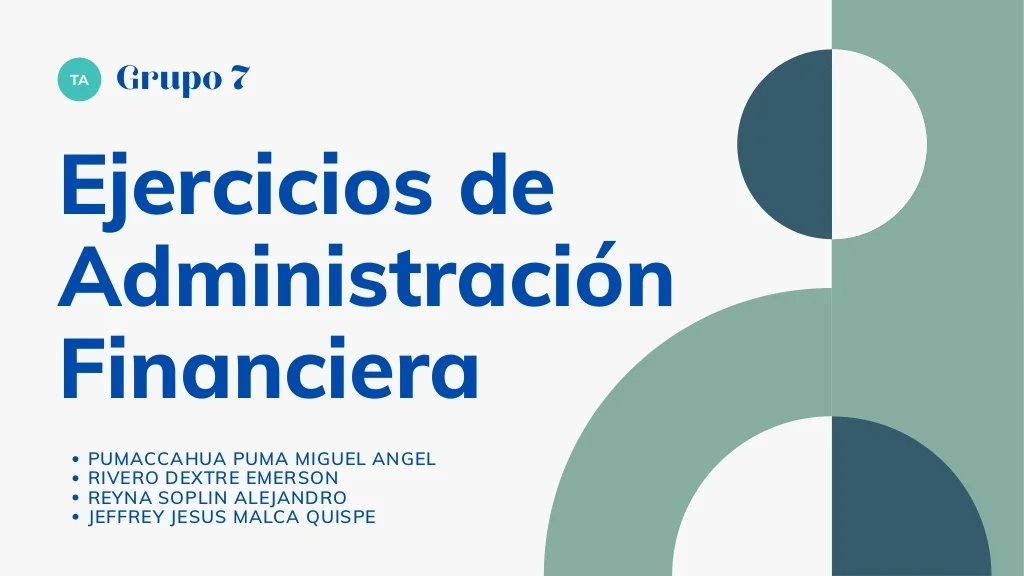 TA
Grupo 7
Ejercicios de
Administración
Financiera
• PUMACCAHUA PUMA MIGUEL ANGEL
• RIVERO DEXTRE EMERSON
• REYNA SOPLIN ALEJANDRO
• JEFFREY JESUS MALCA QUISPE